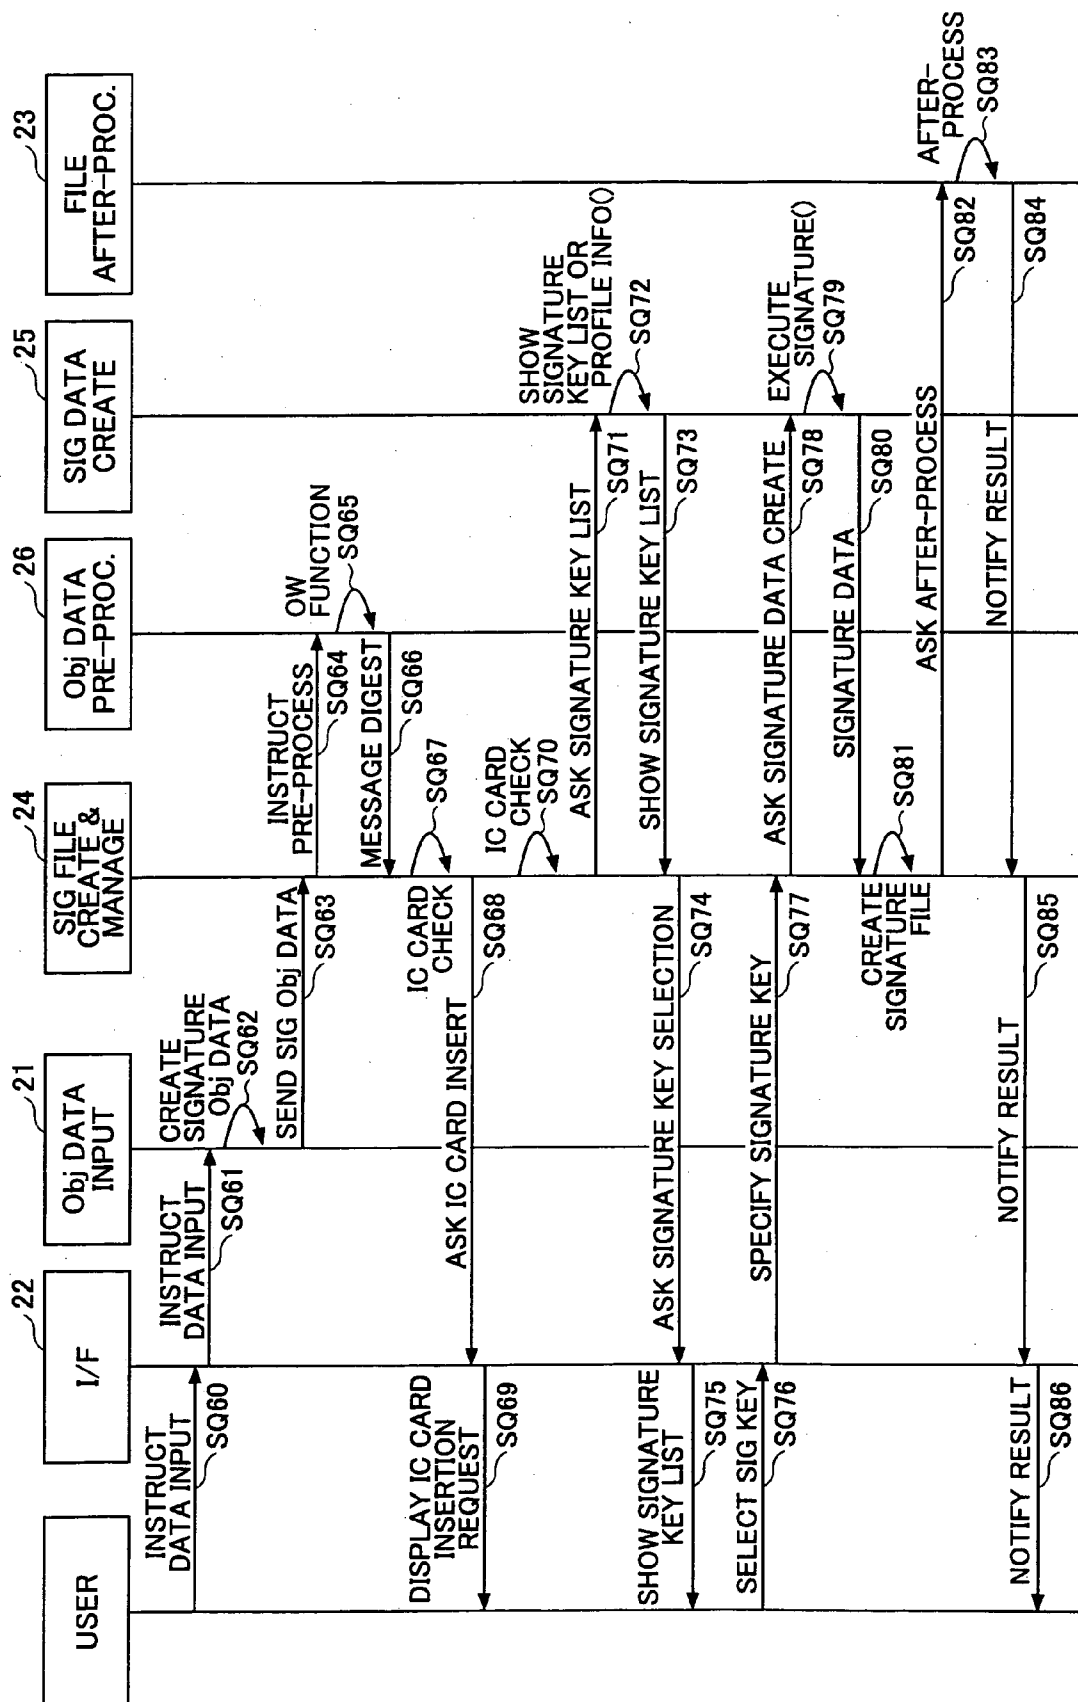 USER
I/F
22
Obj DATA
INPUT
21
SIG FILE
CREATE &
MANAGE
24
Obj DATA
PRE-PROC.
26
SIG DATA
CREATE
25
FILE
AFTER-PROC.
23
INSTRUCT
DATA INPUT
SQ60
INSTRUCT
DATA INPUT
SQ61
CREATE
SIGNATURE
Obj DATA
SQ62
SEND SIG Obj DATA
SQ63
INSTRUCT
PRE-PROCESS
SQ64
OW
FUNCTION
SQ65
MESSAGE DIGEST
SQ66
IC CARD
CHECK
SQ67
ASK IC CARD INSERT
SQ68
DISPLAY IC CARD
INSERTION
REQUEST
SQ69
IC CARD
CHECK
SQ70
ASK SIGNATURE KEY LIST
SQ71
SHOW
SIGNATURE
KEY LIST OR
PROFILE INFO()
SQ72
SHOW SIGNATURE KEY LIST
SQ73
ASK SIGNATURE KEY SELECTION
SQ74
SHOW SIGNATURE
KEY LIST
SQ75
SELECT SIG KEY
SQ76
SPECIFY SIGNATURE KEY
SQ77
ASK SIGNATURE DATA CREATE
SQ78
EXECUTE
SIGNATURE()
SQ79
SIGNATURE DATA
SQ80
CREATE
SIGNATURE
FILE
SQ81
ASK AFTER-PROCESS
SQ82
AFTER-
PROCESS
SQ83
NOTIFY RESULT
SQ84
NOTIFY RESULT
SQ85
NOTIFY RESULT
SQ86